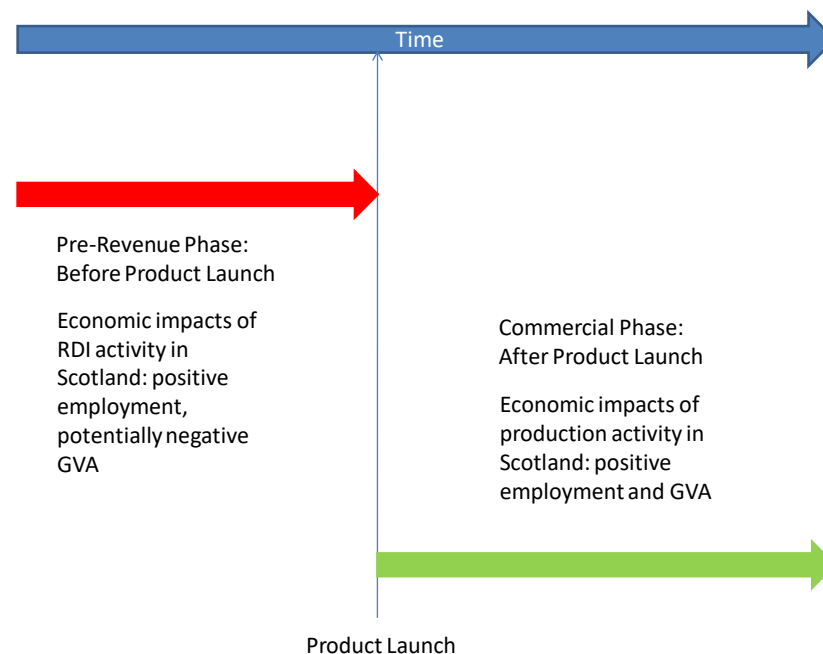 Time
Pre-Revenue Phase:
Before Product Launch
Economic impacts of
RDI activity in
Scotland: positive
employment,
potentially negative
GVA
Commercial Phase:
After Product Launch
Economic impacts of
production activity in
Scotland: positive
employment and GVA
Product Launch